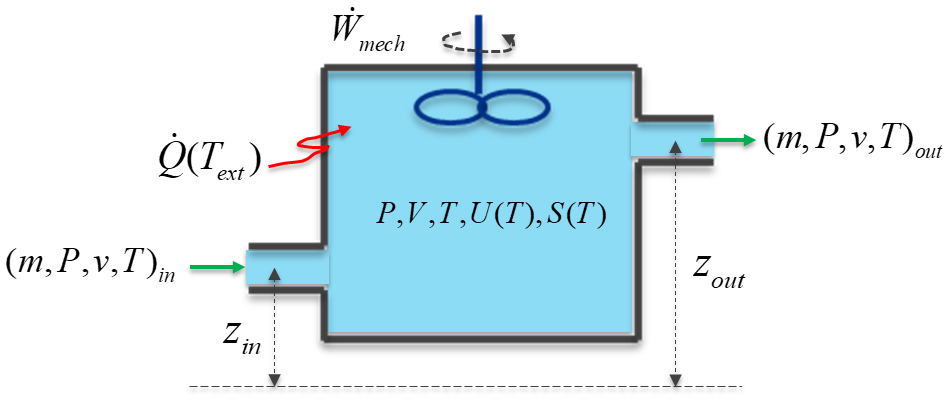 Ẇ_mech
Q̇(T_ext)
(m, P, v, T)_out
P, V, T, U(T), S(T)
(m, P, v, T)_in
z_out
z_in